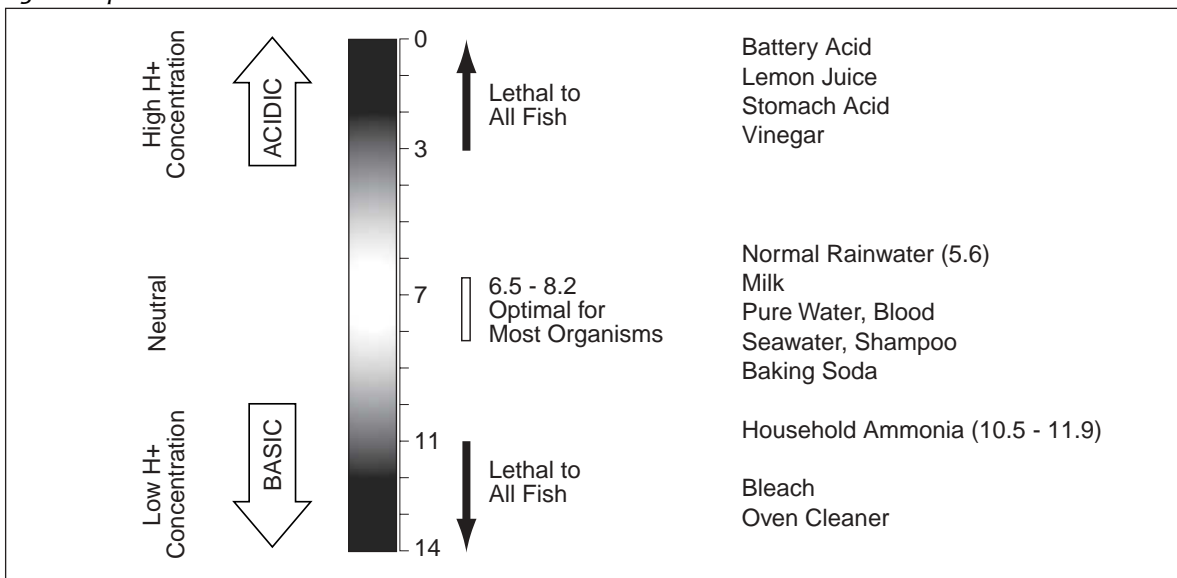 High H+
Concentration
ACIDIC
0
3
Lethal to
All Fish
Battery Acid
Lemon Juice
Stomach Acid
Vinegar
Neutral
7
6.5 - 8.2
Optimal for
Most Organisms
Normal Rainwater (5.6)
Milk
Pure Water, Blood
Seawater, Shampoo
Baking Soda
Low H+
Concentration
BASIC
11
14
Lethal to
All Fish
Household Ammonia (10.5 - 11.9)
Bleach
Oven Cleaner